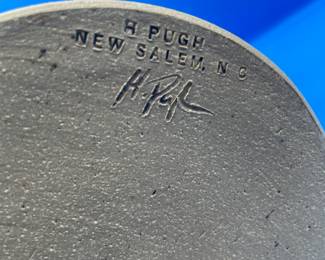 H PUGH
NEW SALEM, N C
H. Pugh